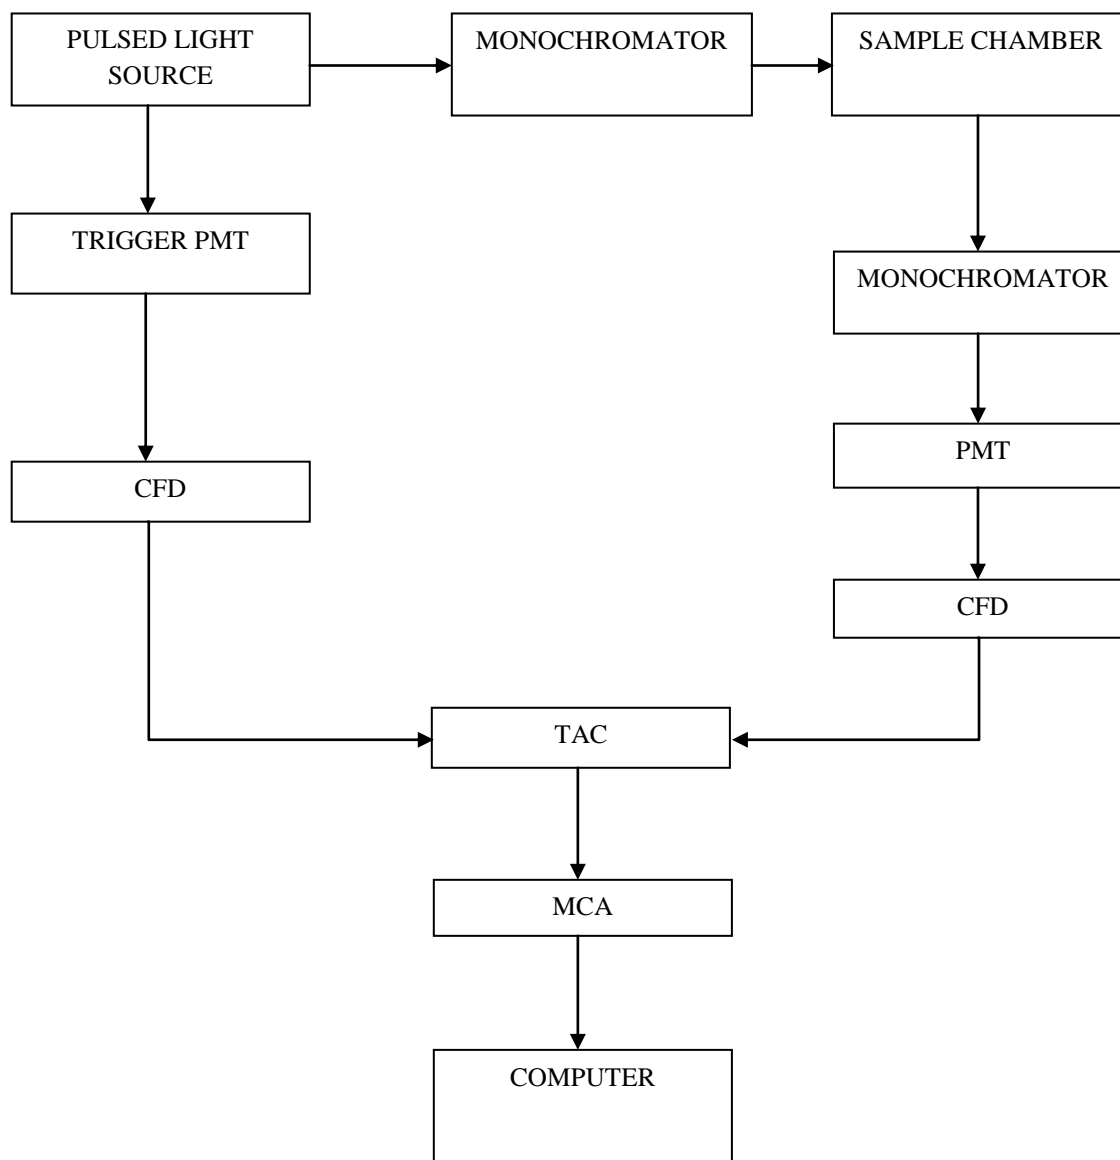 PULSED LIGHT
SOURCE
MONOCHROMATOR
SAMPLE CHAMBER
TRIGGER PMT
MONOCHROMATOR
PMT
CFD
CFD
TAC
MCA
COMPUTER